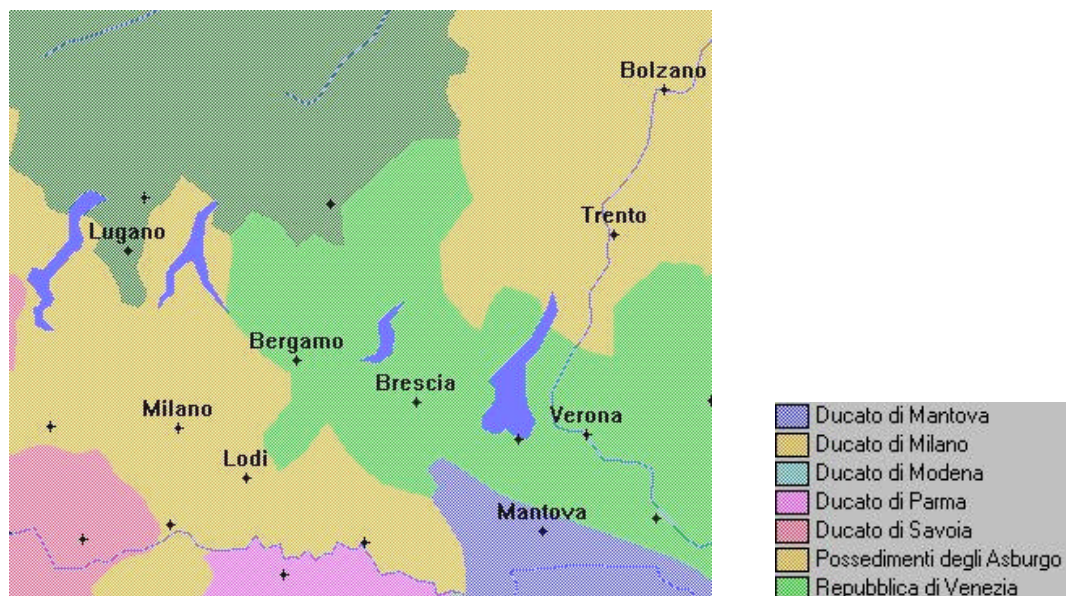 Bolzano
Trento
Lugano
Bergamo
Brescia
Milano
Verona
Lodi
Mantova
Ducato di Mantova
Ducato di Milano
Ducato di Modena
Ducato di Parma
Ducato di Savoia
Possedimenti degli Asburgo
Repubblica di Venezia